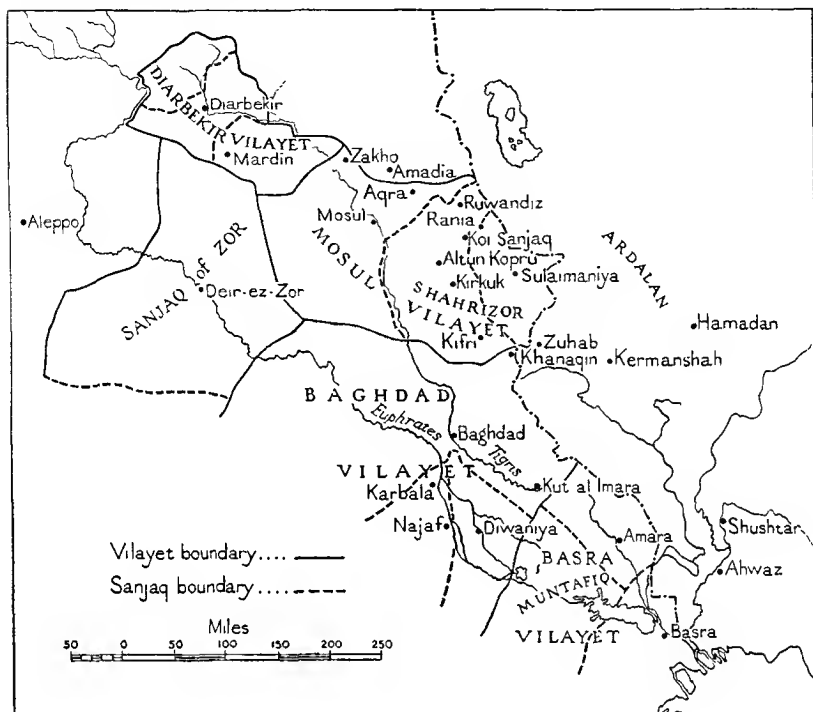 DIARBEKIR VILAYET
Diarbekir
Mardin
Zakho
Amadia
Aqra
Ruwandiz
Rania
Aleppo
Mosul
Koi Sanjaq
MOSUL
ARDALAN
Altun Kopru
Sulaimaniya
SANJAQ of ZOR
Deir-ez-Zor
Kirkuk
SHAHRIZOR
VILAYET
Hamadan
Kifri
Zuhab
Khanaqin
Kermanshah
BAGHDAD
Euphrates
Baghdad
Tigris
VILAYET
Karbala
Kut al Imara
Najaf
Diwaniya
Amara
Shushtar
Vilayet boundary....
BASRA
Ahwaz
Sanjaq boundary....
MUNTAFIQ
VILAYET
Basra
Miles
50 0 50 100 150 200 250